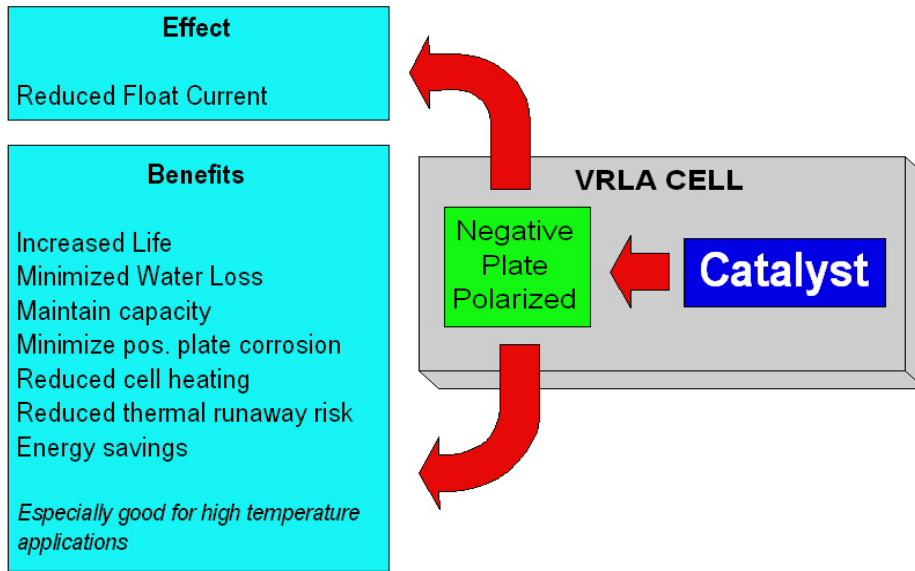 Effect
Reduced Float Current
Benefits
Increased Life
Minimized Water Loss
Maintain capacity
Minimize pos. plate corrosion
Reduced cell heating
Reduced thermal runaway risk
Energy savings
Especially good for high temperature
applications
VRLA CELL
Negative
Plate
Polarized
Catalyst